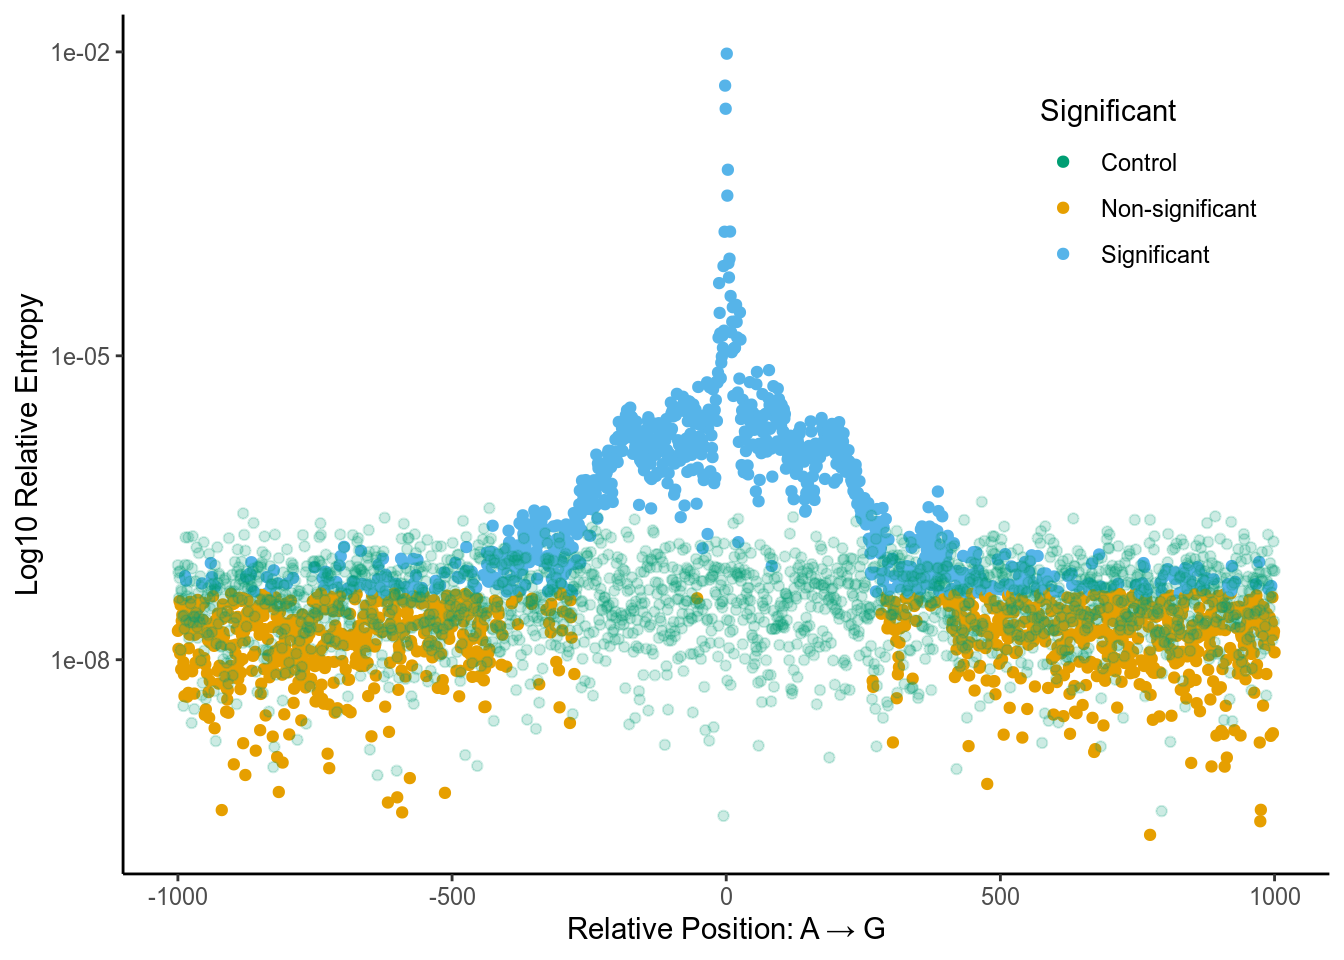 Log10 Relative Entropy
1e-02
1e-05
1e-08
Significant
Control
Non-significant
Significant
-1000
-500
0
500
1000
Relative Position: A → G